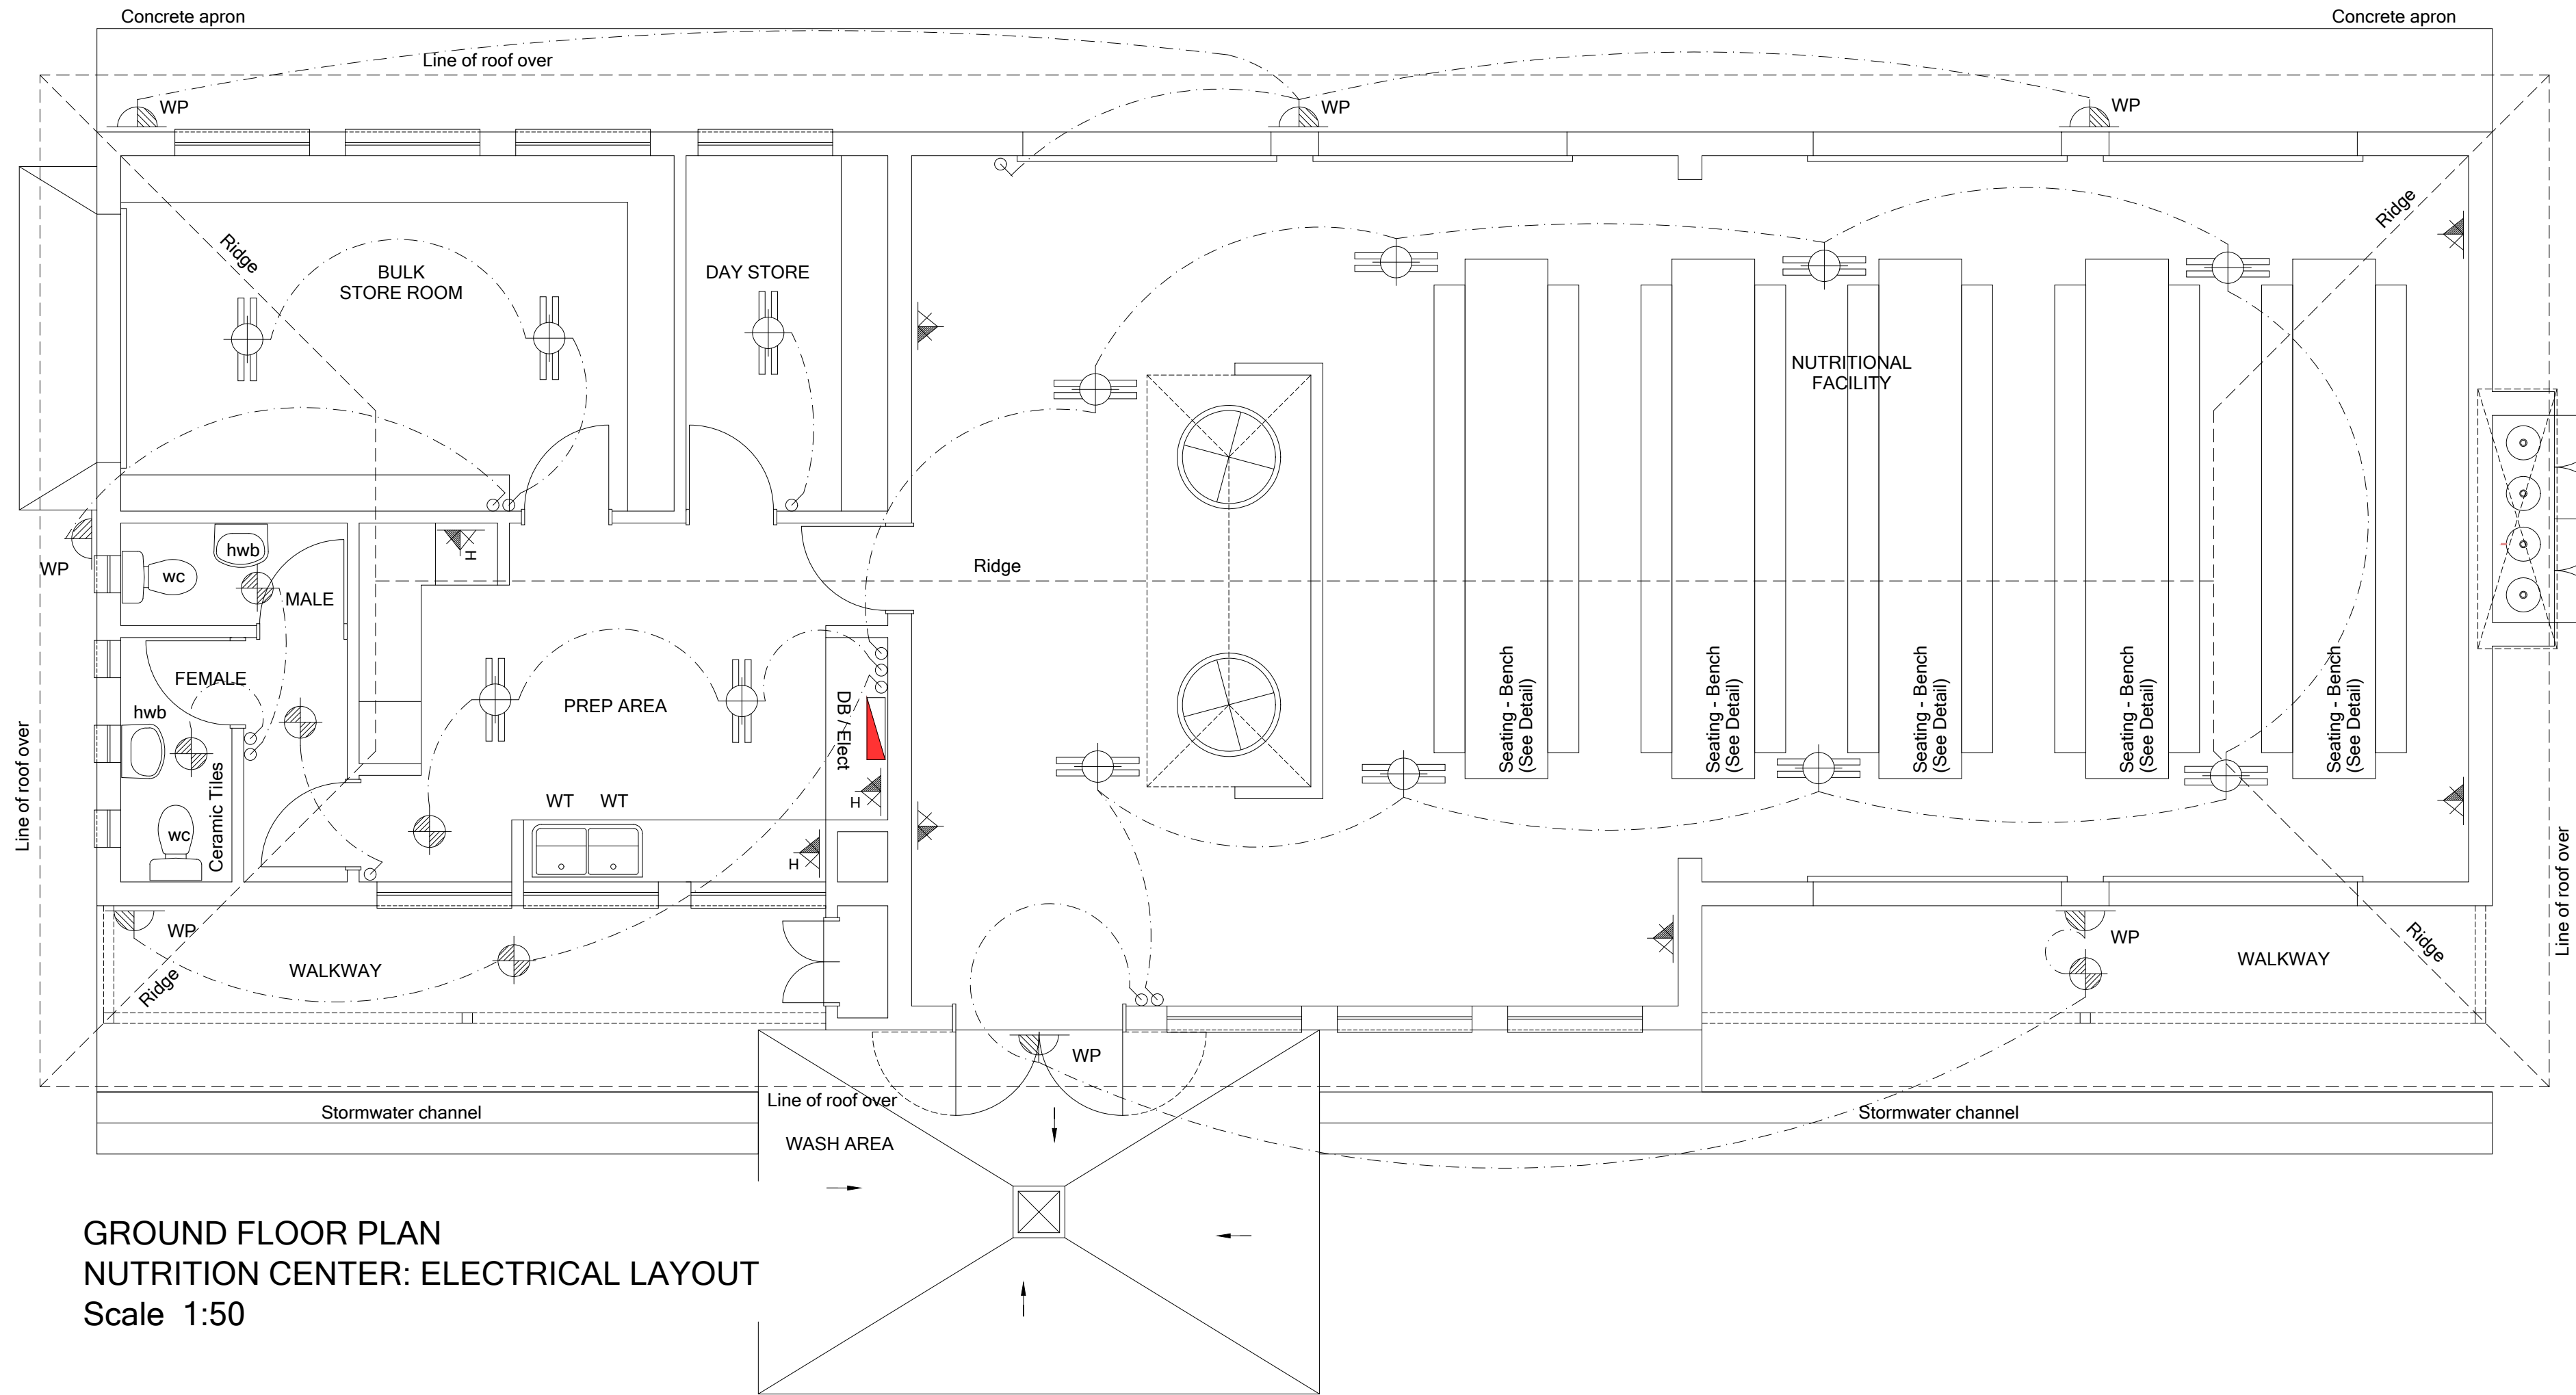 Concrete apron
Concrete apron
Line of roof over
WP
WP
WP
Ridge
Ridge
BULK
STORE ROOM
DAY STORE
NUTRITIONAL
FACILITY
WP
hwb
wc
H
MALE
Ridge
FEMALE
hwb
PREP AREA
DB / Elect
Seating - Bench
(See Detail)
Seating - Bench
(See Detail)
Seating - Bench
(See Detail)
Seating - Bench
(See Detail)
Seating - Bench
(See Detail)
Line of roof over
wc
Ceramic Tiles
WT
WT
H
H
Line of roof over
WP
WALKWAY
Ridge
WP
WALKWAY
Ridge
WP
Line of roof over
Stormwater channel
Stormwater channel
WASH AREA
GROUND FLOOR PLAN
NUTRITION CENTER: ELECTRICAL LAYOUT
Scale 1:50